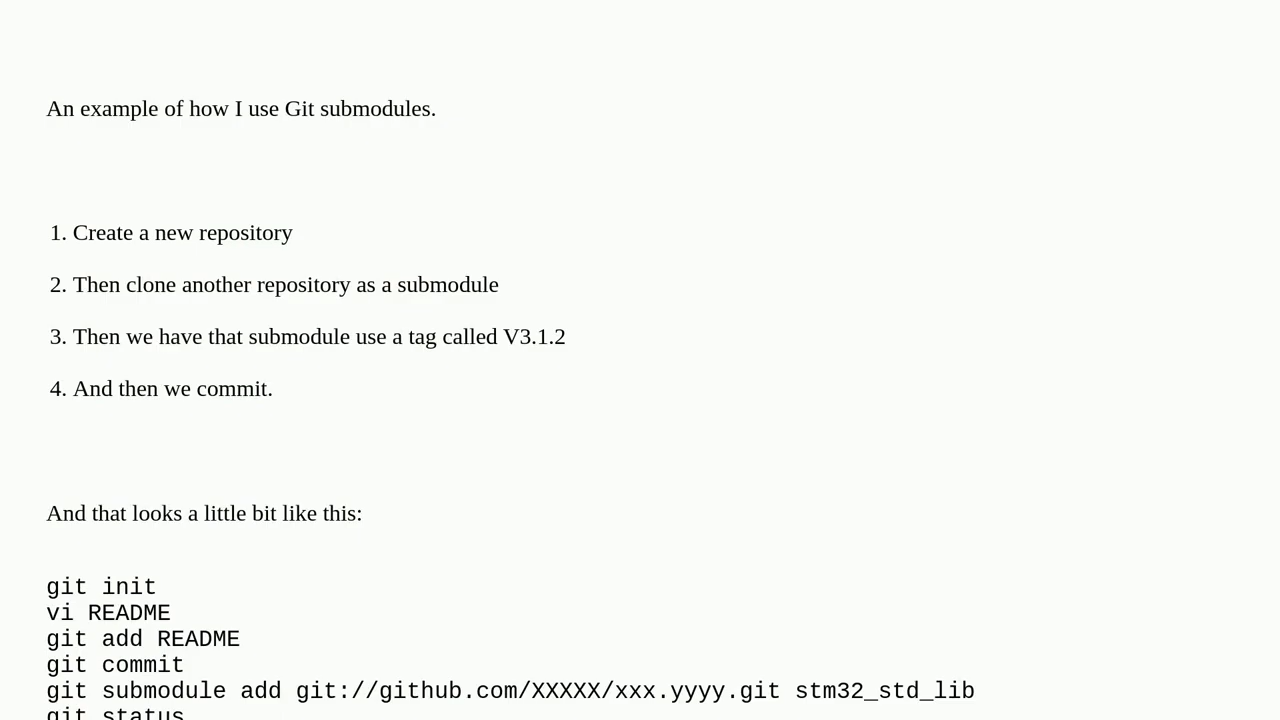 An example of how I use Git submodules.
1. Create a new repository
2. Then clone another repository as a submodule
3. Then we have that submodule use a tag called V3.1.2
4. And then we commit.
And that looks a little bit like this:
git init
vi README
git add README
git commit
git submodule add git://github.com/XXXXX/xxx.yyyy.git stm32_std_lib
git status